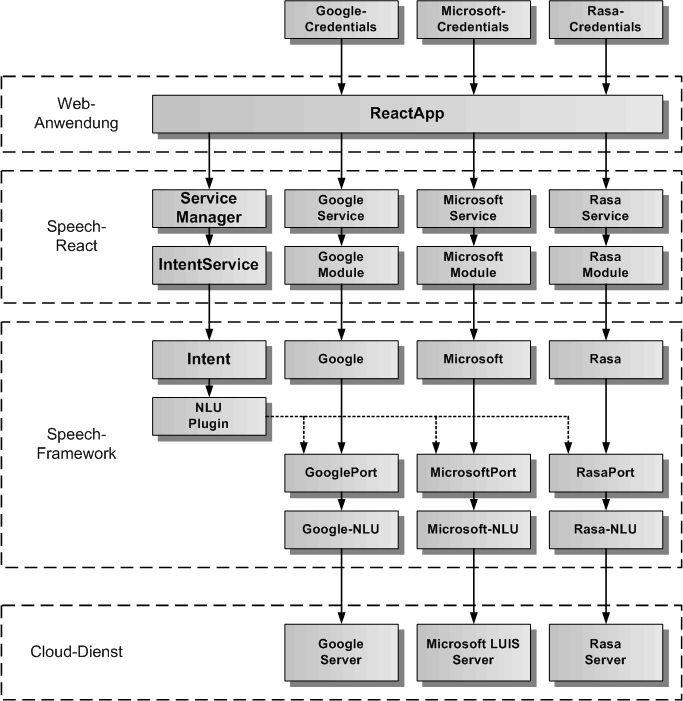 Google-
Credentials
Microsoft-
Credentials
Rasa-
Credentials
Web-
Anwendung
ReactApp
Speech-
React
Service
Manager
Google
Service
Microsoft
Service
Rasa
Service
IntentService
Google
Module
Microsoft
Module
Rasa
Module
Speech-
Framework
Intent
Google
Microsoft
Rasa
NLU
Plugin
GooglePort
MicrosoftPort
RasaPort
Google-NLU
Microsoft-NLU
Rasa-NLU
Cloud-Dienst
Google
Server
Microsoft LUIS
Server
Rasa
Server